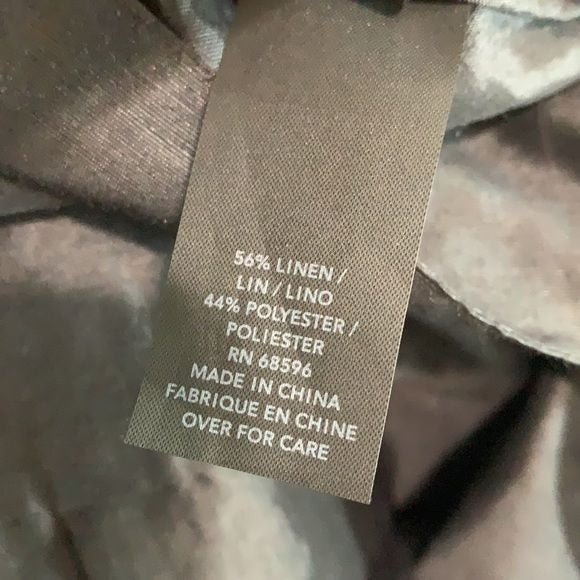 56% LINEN /
LIN / LINO
44% POLYESTER /
POLIESTER
RN 68596
MADE IN CHINA
FABRIQUE EN CHINE
OVER FOR CARE